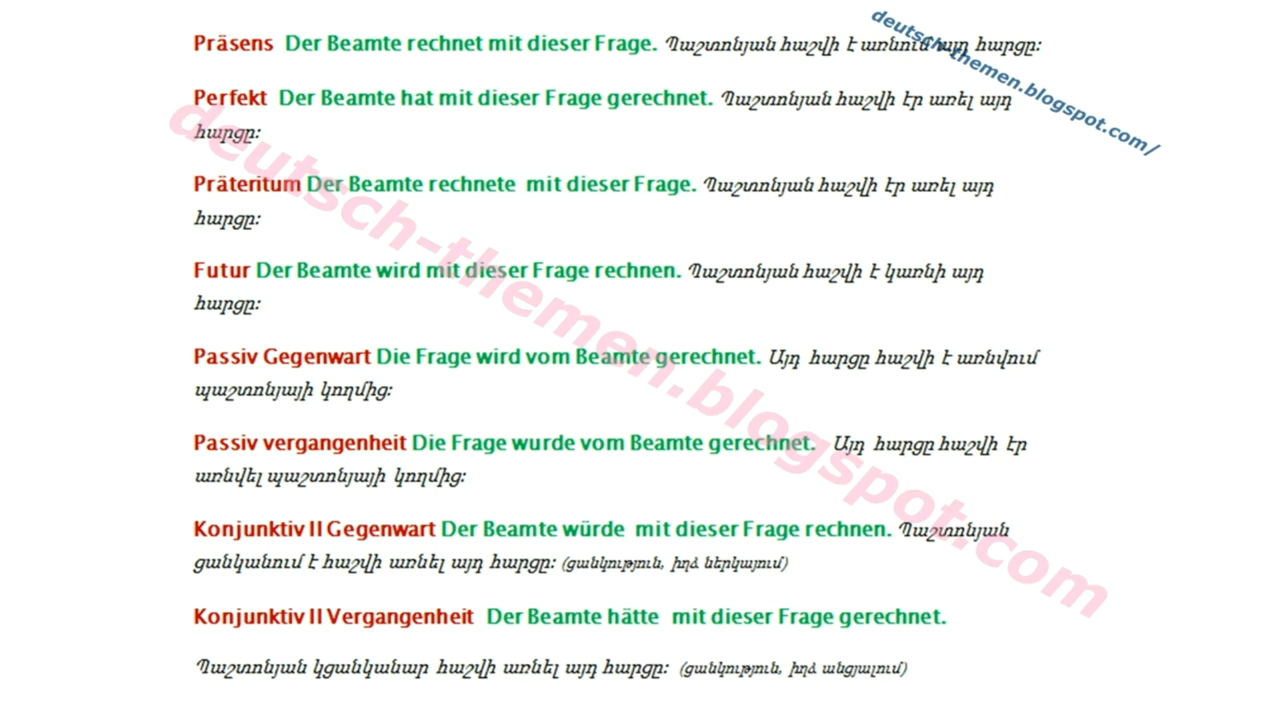 deutsch-themen.blogspot.com/
Präsens Der Beamte rechnet mit dieser Frage. Պաշտոնյան հաշվի է առնում այդ հարցը:
Perfekt Der Beamte hat mit dieser Frage gerechnet. Պաշտոնյան հաշվի էր առել այդ
հարցը:
Präteritum Der Beamte rechnete mit dieser Frage. Պաշտոնյան հաշվի էր առել այդ
հարցը:
Futur Der Beamte wird mit dieser Frage rechnen. Պաշտոնյան հաշվի է կառնի այդ
հարցը:
Passiv Gegenwart Die Frage wird vom Beamte gerechnet. Այդ հարցը հաշվի է առնվում
պաշտոնյայի կողմից:
Passiv vergangenheit Die Frage wurde vom Beamte gerechnet. Այդ հարցը հաշվի էր
առնվել պաշտոնյայի կողմից:
Konjunktiv II Gegenwart Der Beamte würde mit dieser Frage rechnen. Պաշտոնյան
ցանկանում է հաշվի առնել այդ հարցը: (ցանկություն, իղձ ներկայում)
Konjunktiv II Vergangenheit Der Beamte hätte mit dieser Frage gerechnet.
Պաշտոնյան կցանկանար հաշվի առնել այդ հարցը: (ցանկություն, իղձ անցյալում)
deutsch-themen.blogspot.com